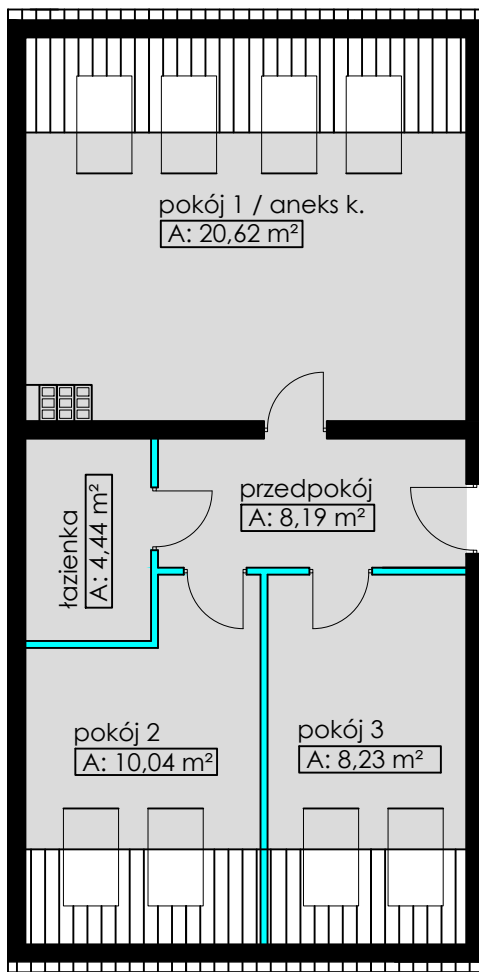 pokój 1 / aneks k.
A: 20,62 m²
przedpokój
A: 8,19 m²
łazienka
A: 4,44 m²
pokój 2
A: 10,04 m²
pokój 3
A: 8,23 m²